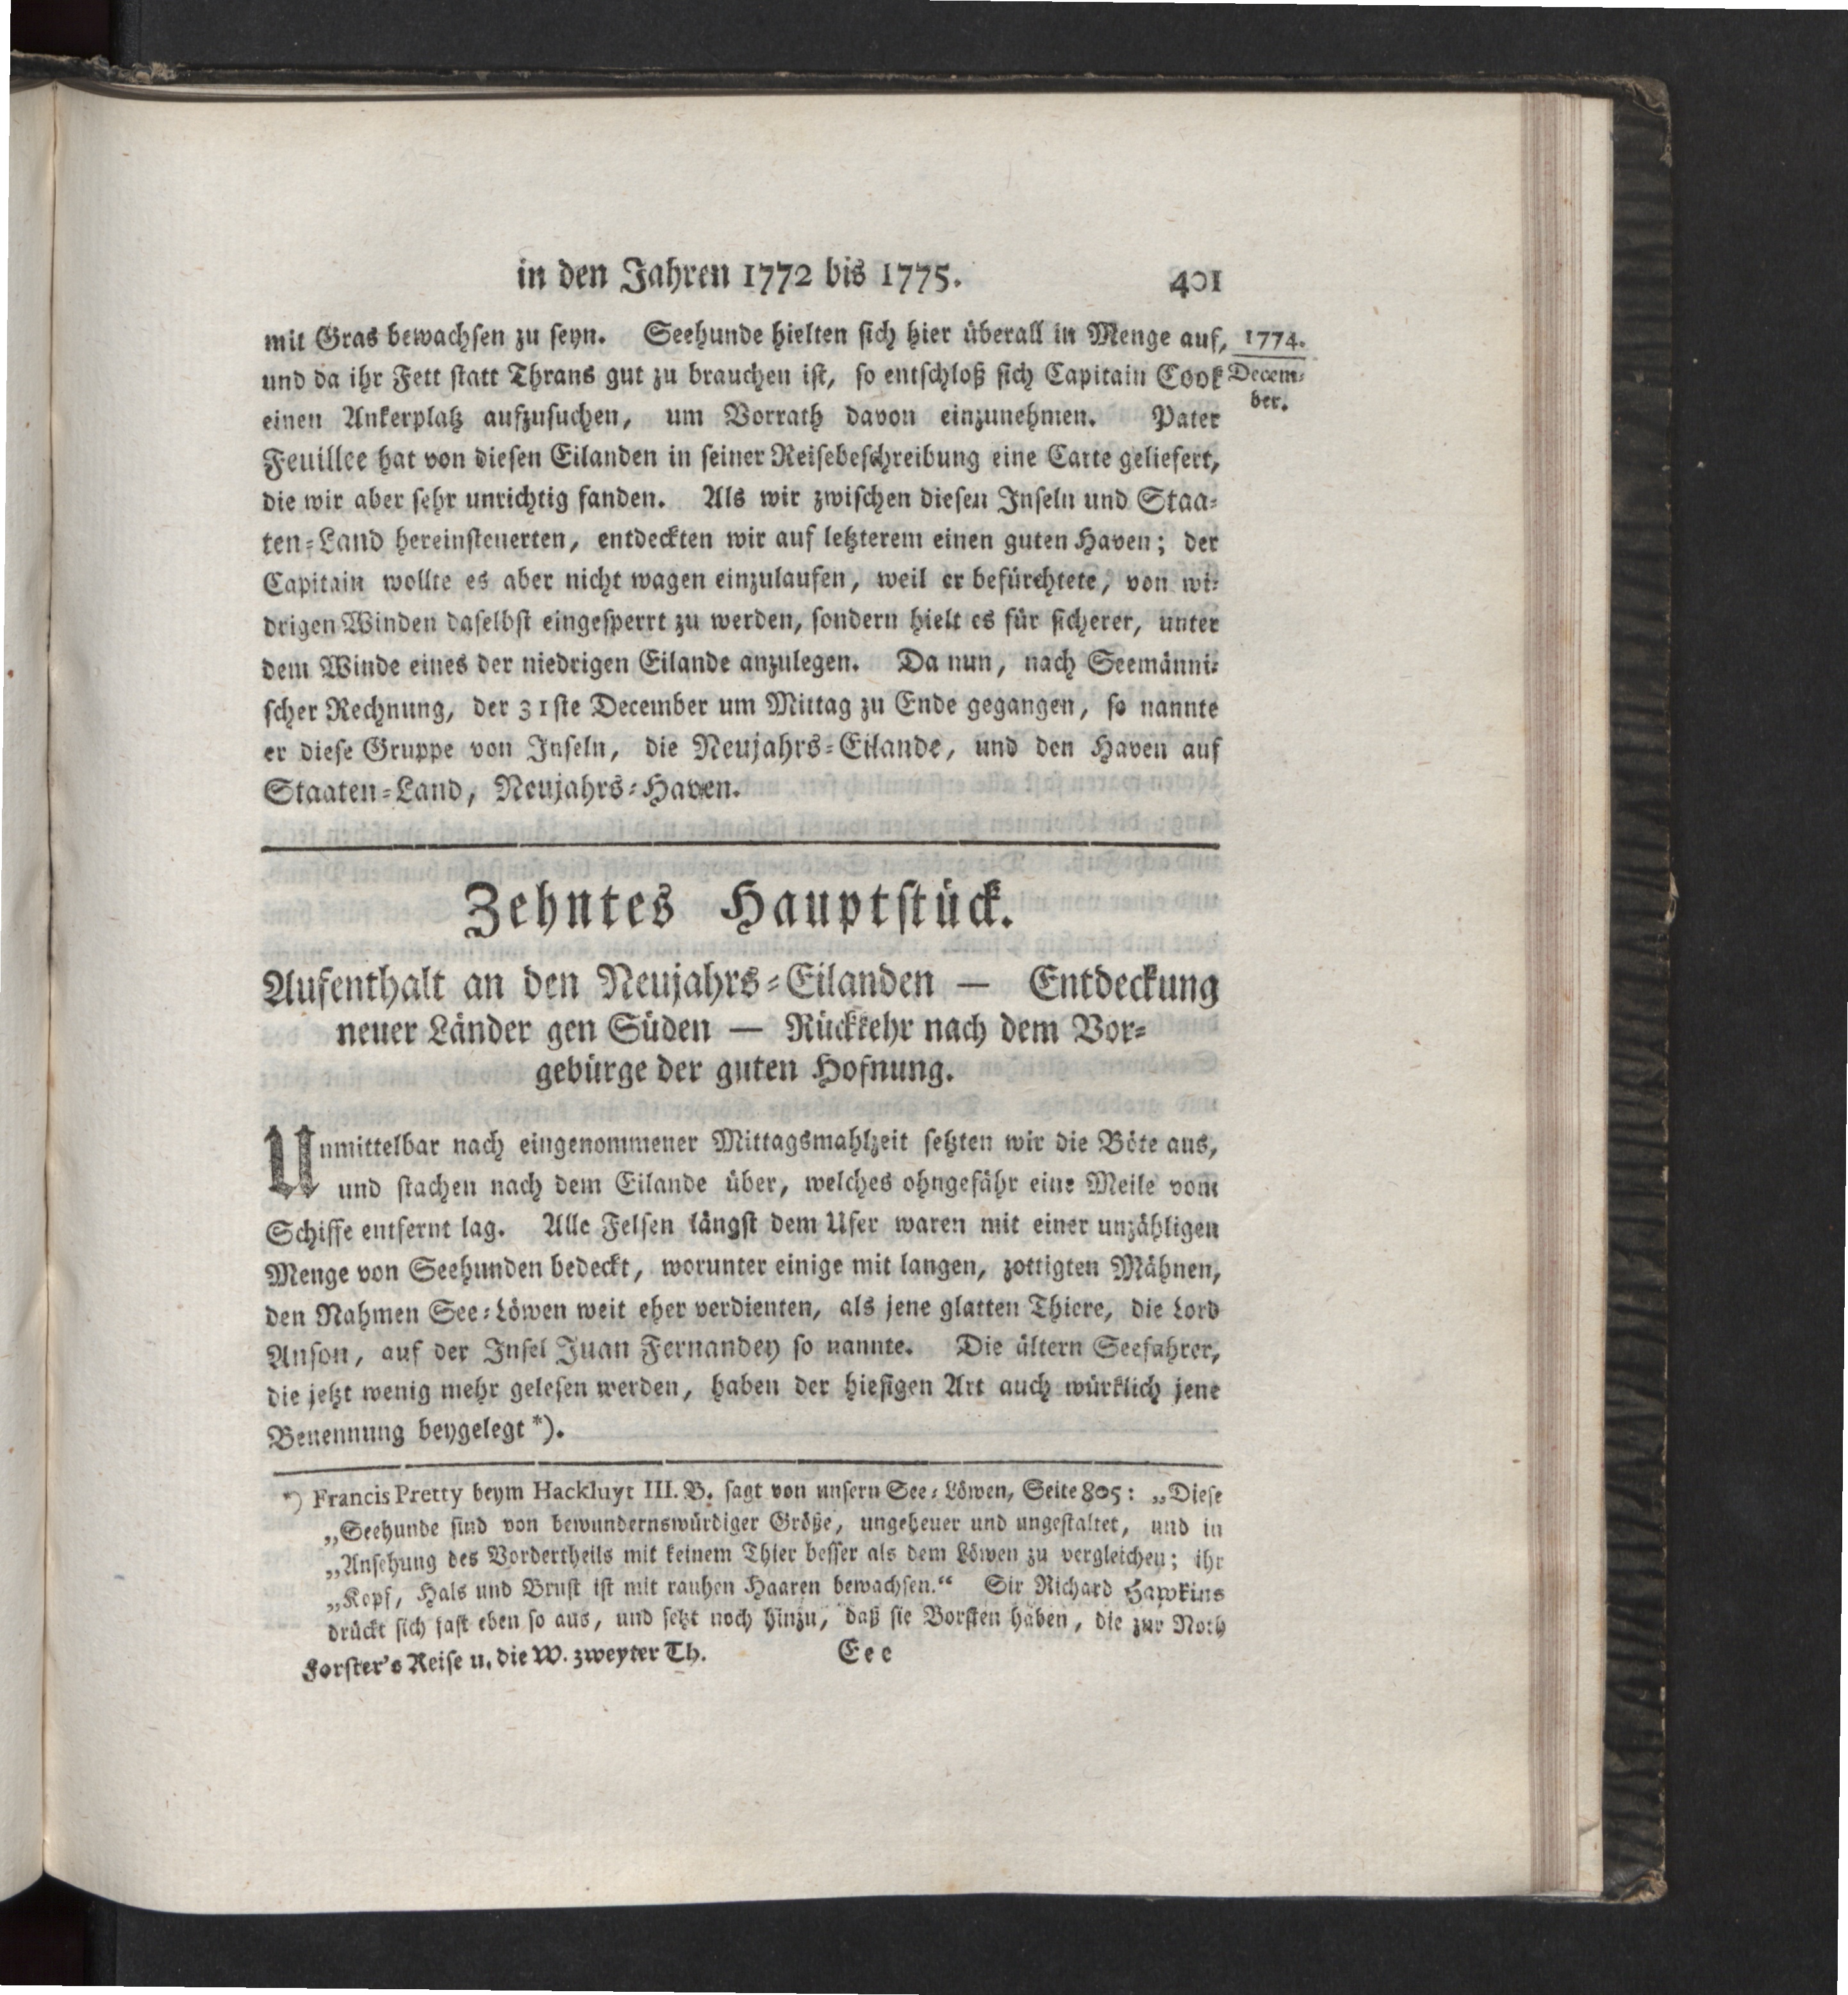 in den Jahren 1772 bis 1775. 401
mit Gras bewachsen zu seyn. Seehunde hielten sich hier überall in Menge auf, 1774.
und da ihr Fett statt Thrans gut zu brauchen ist, so entschloß sich Capitain Cook Decem-
einen Ankerplatz aufzusuchen, um Vorrath davon einzunehmen. Pater ber.
Feuillee hat von diesen Eilanden in seiner Reisebeschreibung eine Carte geliefert,
die wir aber sehr unrichtig fanden. Als wir zwischen diesen Inseln und Staa-
ten-Land hereinsteuerten, entdeckten wir auf letzterem einen guten Haven; der
Capitain wollte es aber nicht wagen einzulaufen, weil er befürchtete, von wi-
drigen Winden daselbst eingesperrt zu werden, sondern hielt es für sicherer, unter
dem Winde eines der niedrigen Eilande anzulegen. Da nun, nach Seemänni-
scher Rechnung, der 31ste December um Mittag zu Ende gegangen, so nannte
er diese Gruppe von Inseln, die Neujahrs-Eilande, und den Haven auf
Staaten-Land, Neujahrs-Haven.
Zehntes Hauptstück.
Aufenthalt an den Neujahrs-Eilanden — Entdeckung
neuer Länder gen Süden — Rückkehr nach dem Vor-
gebürge der guten Hofnung.
Unmittelbar nach eingenommener Mittagsmahlzeit setzten wir die Böte aus,
und stachen nach dem Eilande über, welches ohngefähr eine Meile vom
Schiffe entfernt lag. Alle Felsen längst dem Ufer waren mit einer unzähligen
Menge von Seehunden bedeckt, worunter einige mit langen, zottigten Mähnen,
den Nahmen See-Löwen weit eher verdienten, als jene glatten Thiere, die Lord
Anson, auf der Insel Juan Fernandey so nannte. Die ältern Seefahrer,
die jetzt wenig mehr gelesen werden, haben der hiesigen Art auch würklich jene
Benennung beygelegt *).
*) Francis Pretty beym Hackluyt III. B. sagt von unsern See-Löwen, Seite 805: „Diese
„Seehunde sind von bewundernswürdiger Größe, ungeheuer und ungestaltet, und in
„Ansehung des Vordertheils mit keinem Thier besser als dem Löwen zu vergleichen; ihr
„Kopf, Hals und Brust ist mit rauhen Haaren bewachsen.“ Sir Richard Hawkins
drückt sich fast eben so aus, und setzt noch hinzu, daß sie Borsten haben, die zur Noth
Forster's Reise u. die W. zweyter Th. Eee